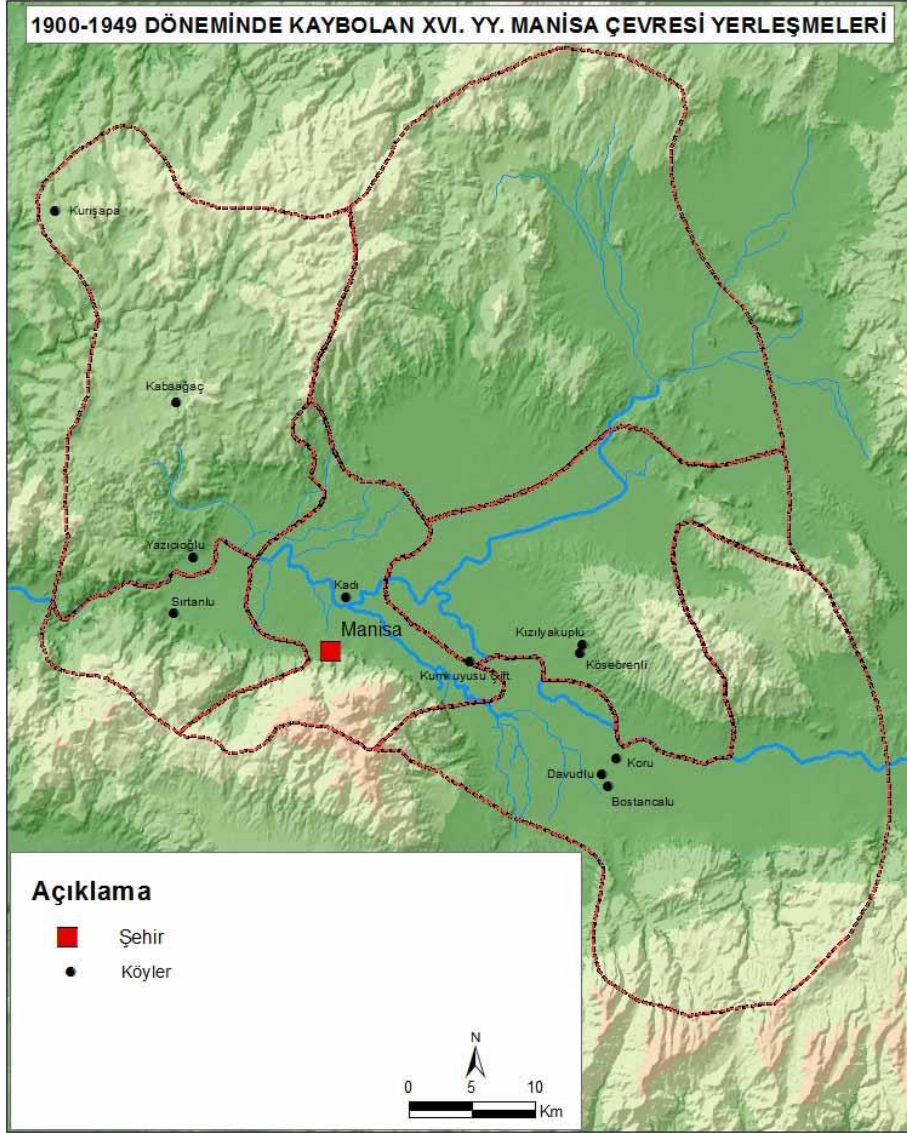 1900-1949 DÖNEMİNDE KAYBOLAN XVI. YY. MANİSA ÇEVRESİ YERLEŞMELERİ
Kurışapa
Kabaağaç
Yazıcıoğlu
Sırtanlu
Kadı
Manisa
Kızılyakuplu
Köseörenli
Kumkuyusu Çift.
Koru
Davudlu
Bostancalu
Açıklama
Şehir
Köyler
N
0 5 10
Km